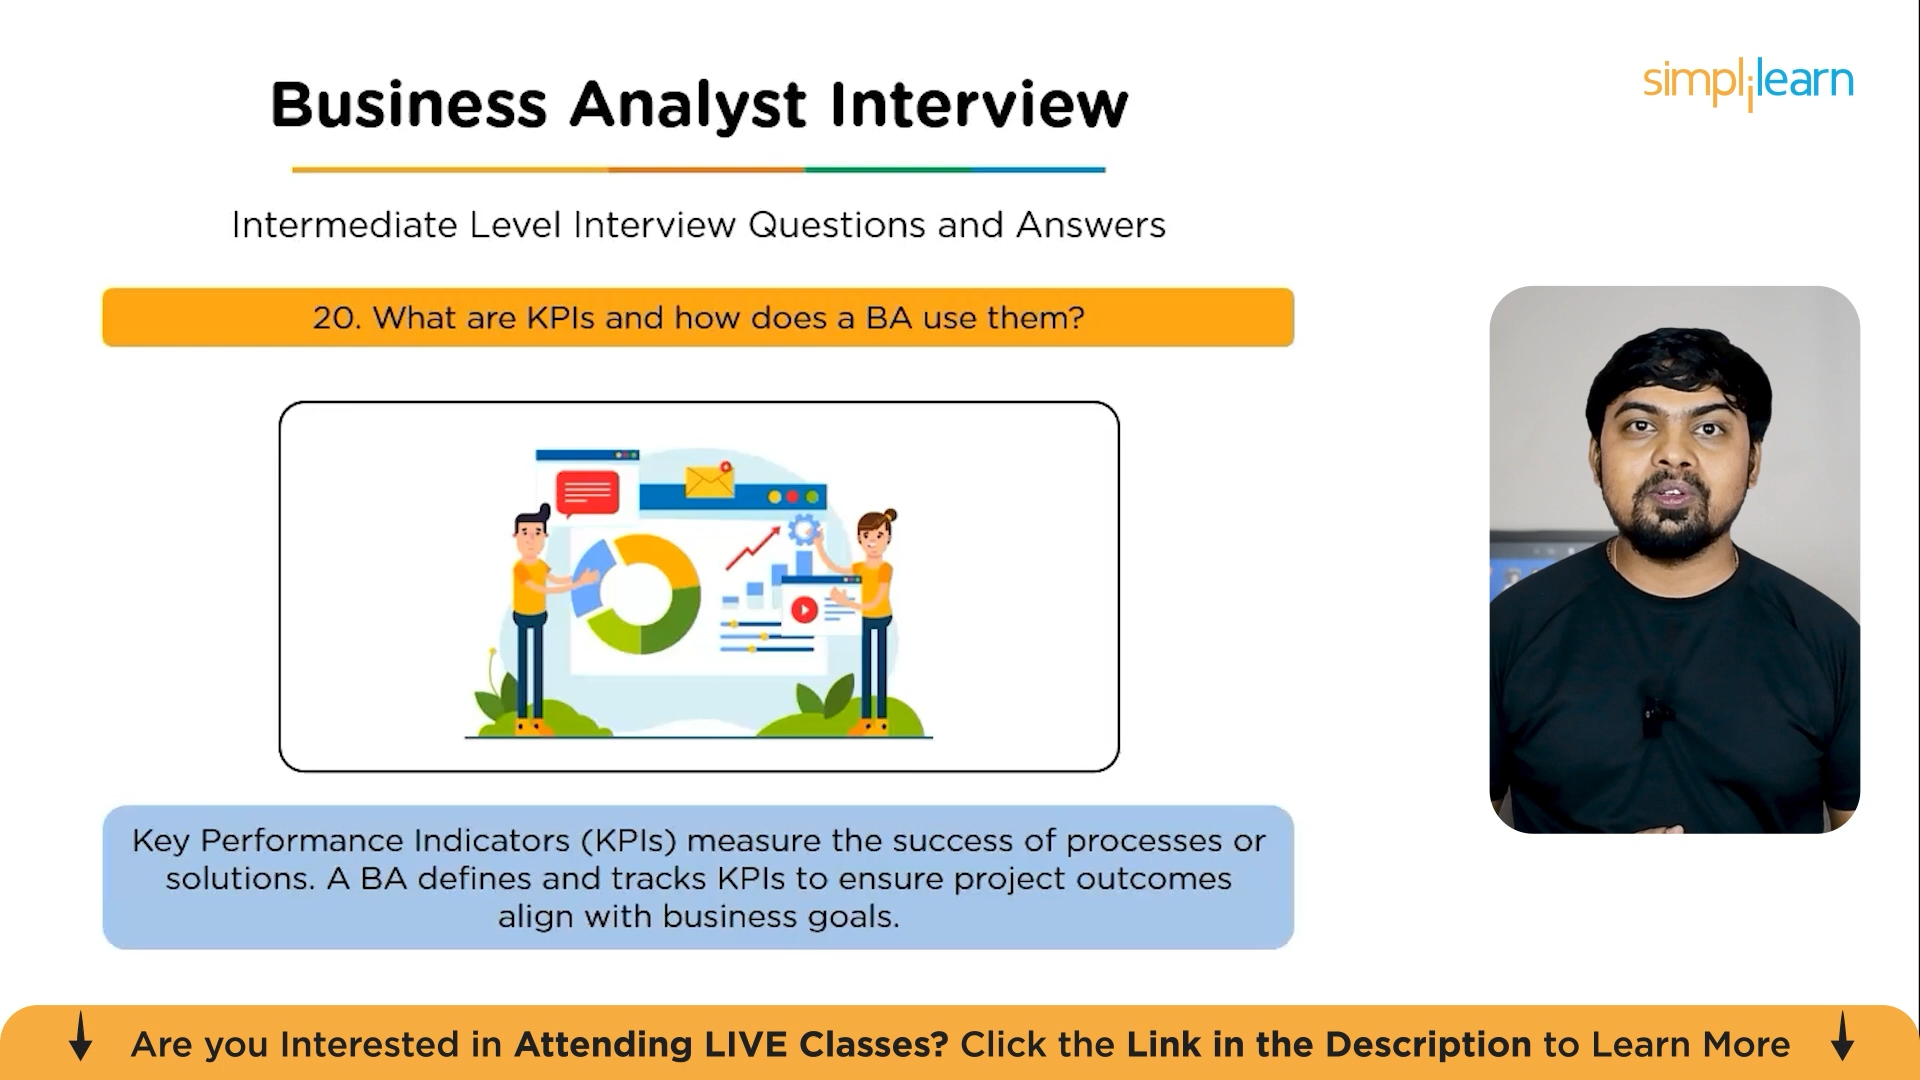 Business Analyst Interview
simplilearn
Intermediate Level Interview Questions and Answers
20. What are KPIs and how does a BA use them?
Key Performance Indicators (KPIs) measure the success of processes or
solutions. A BA defines and tracks KPIs to ensure project outcomes
align with business goals.
Are you Interested in Attending LIVE Classes? Click the Link in the Description to Learn More